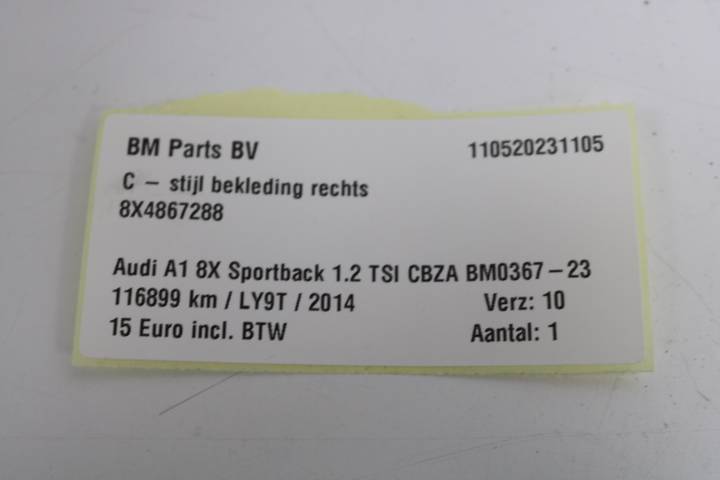 BM Parts BV 110520231105
C – stijl bekleding rechts
8X4867288
Audi A1 8X Sportback 1.2 TSI CBZA BM0367–23
116899 km / LY9T / 2014 Verz: 10
15 Euro incl. BTW Aantal: 1